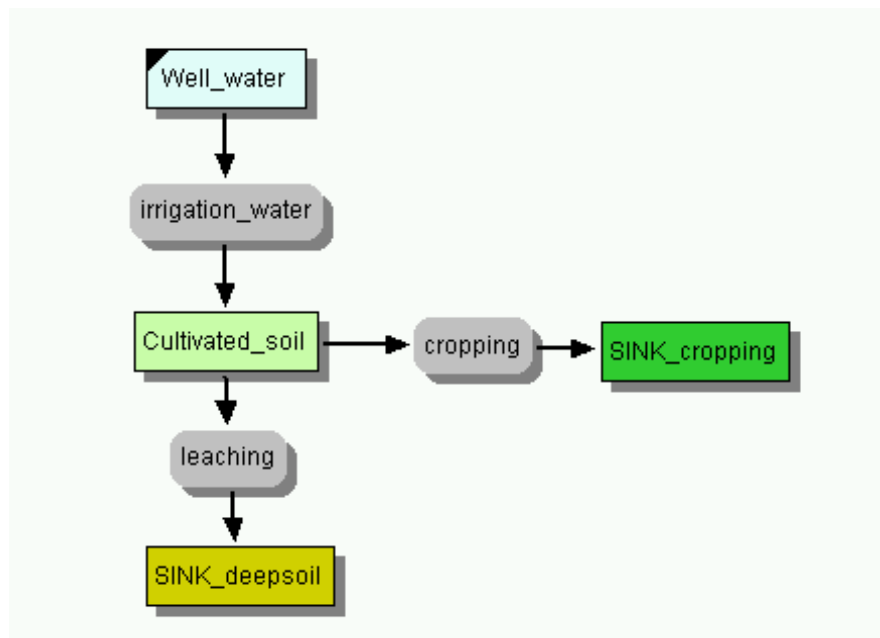 Well_water
irrigation_water
Cultivated_soil
cropping
SINK_cropping
leaching
SINK_deepsoil